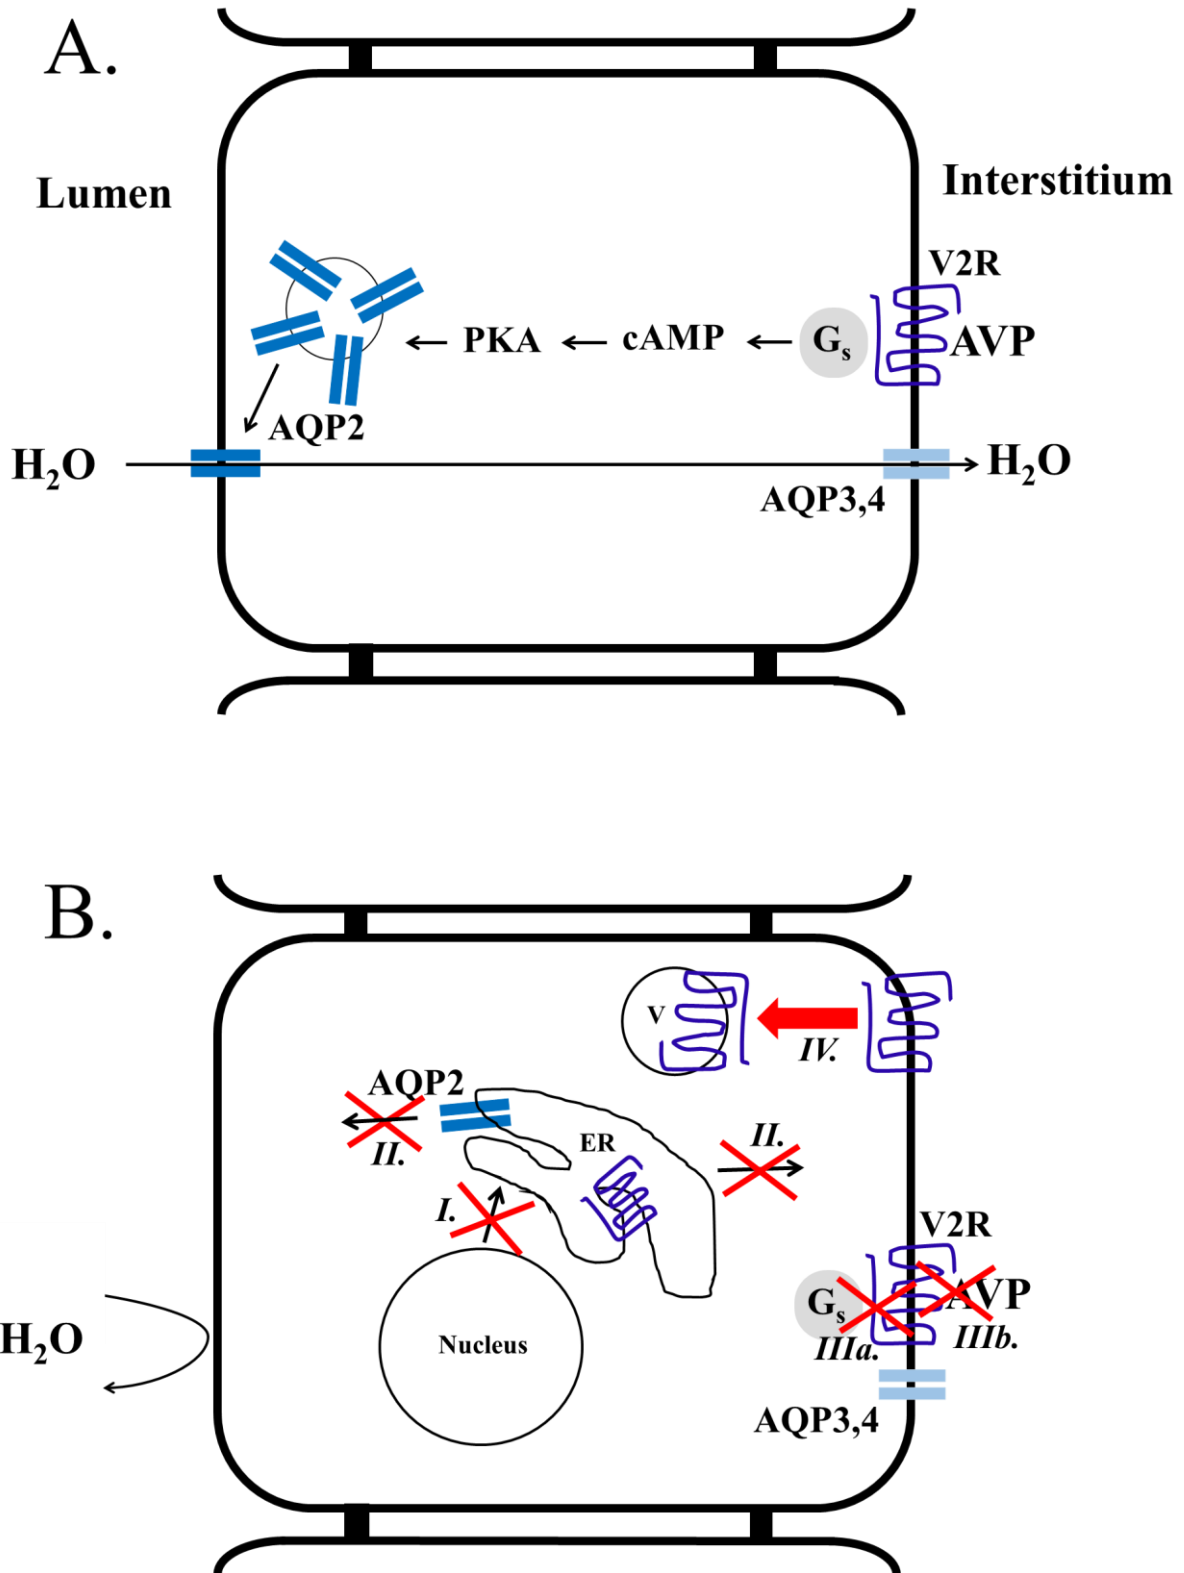 A.
Lumen
Interstitium
V2R
PKA
cAMP
Gs
AVP
AQP2
H2O
H2O
AQP3,4
B.
V
IV.
AQP2
II.
ER
II.
I.
V2R
Gs
AVP
IIIa.
IIIb.
H2O
Nucleus
AQP3,4